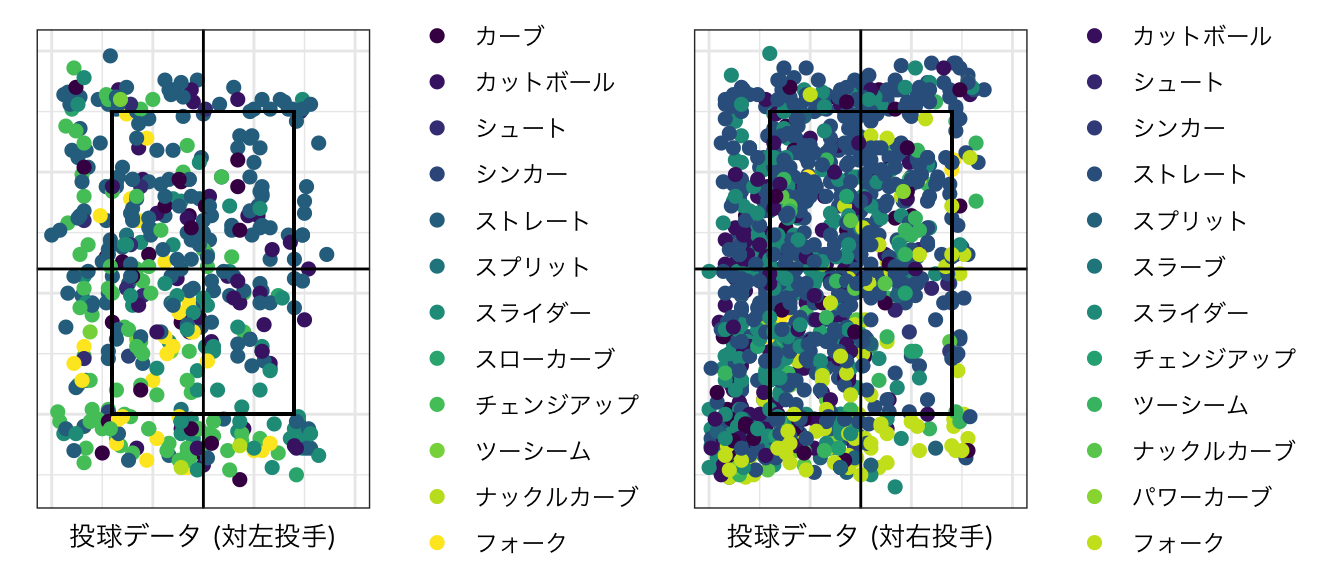 カーブ
カットボール
シュート
シンカー
ストレート
スプリット
スライダー
スローカーブ
チェンジアップ
ツーシーム
ナックルカーブ
フォーク
投球データ (対左投手)
カットボール
シュート
シンカー
ストレート
スプリット
スラーブ
スライダー
チェンジアップ
ツーシーム
ナックルカーブ
パワーカーブ
フォーク
投球データ (対右投手)